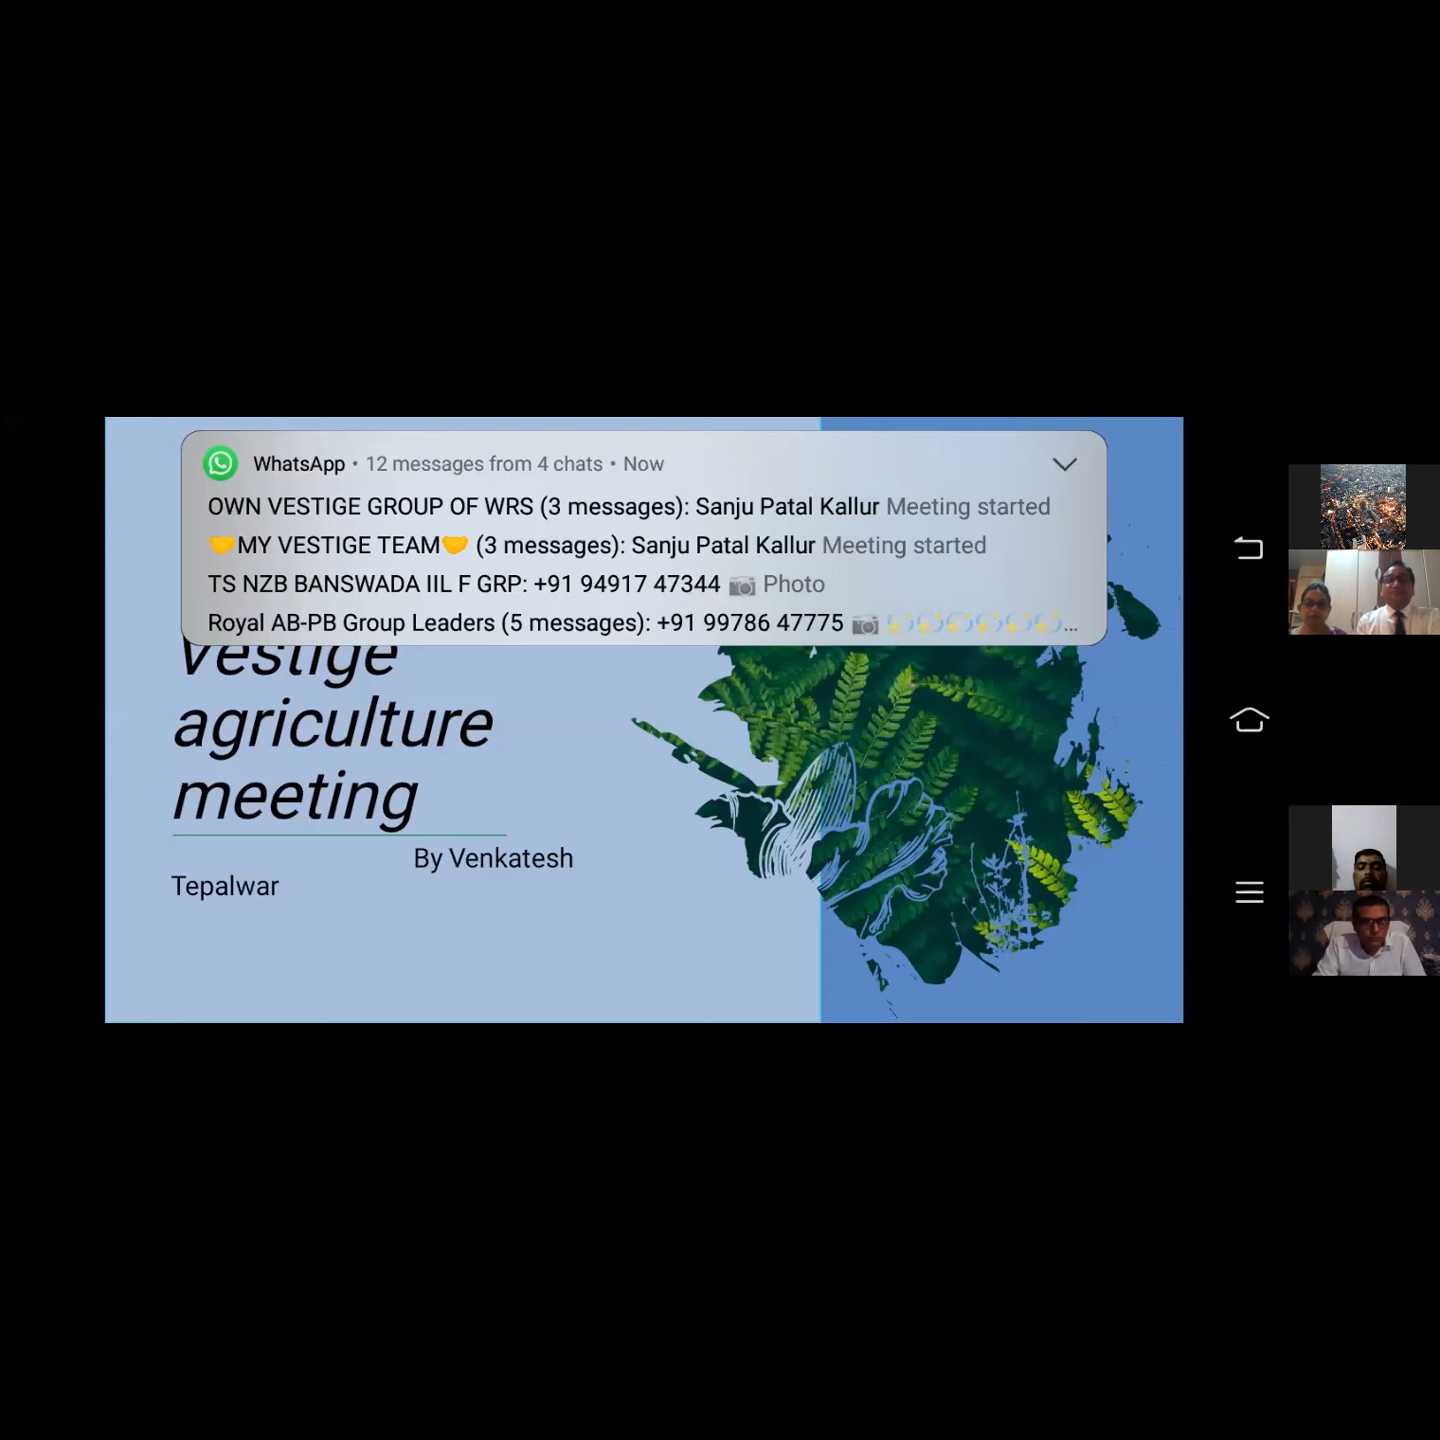 WhatsApp • 12 messages from 4 chats • Now
OWN VESTIGE GROUP OF WRS (3 messages): Sanju Patal Kallur Meeting started
🤝MY VESTIGE TEAM🤝 (3 messages): Sanju Patal Kallur Meeting started
TS NZB BANSWADA IIL F GRP: +91 94917 47344 📷 Photo
Royal AB-PB Group Leaders (5 messages): +91 99786 47775 📷 💫💫💫💫💫💫...
Vestige
agriculture
meeting
By Venkatesh
Tepalwar